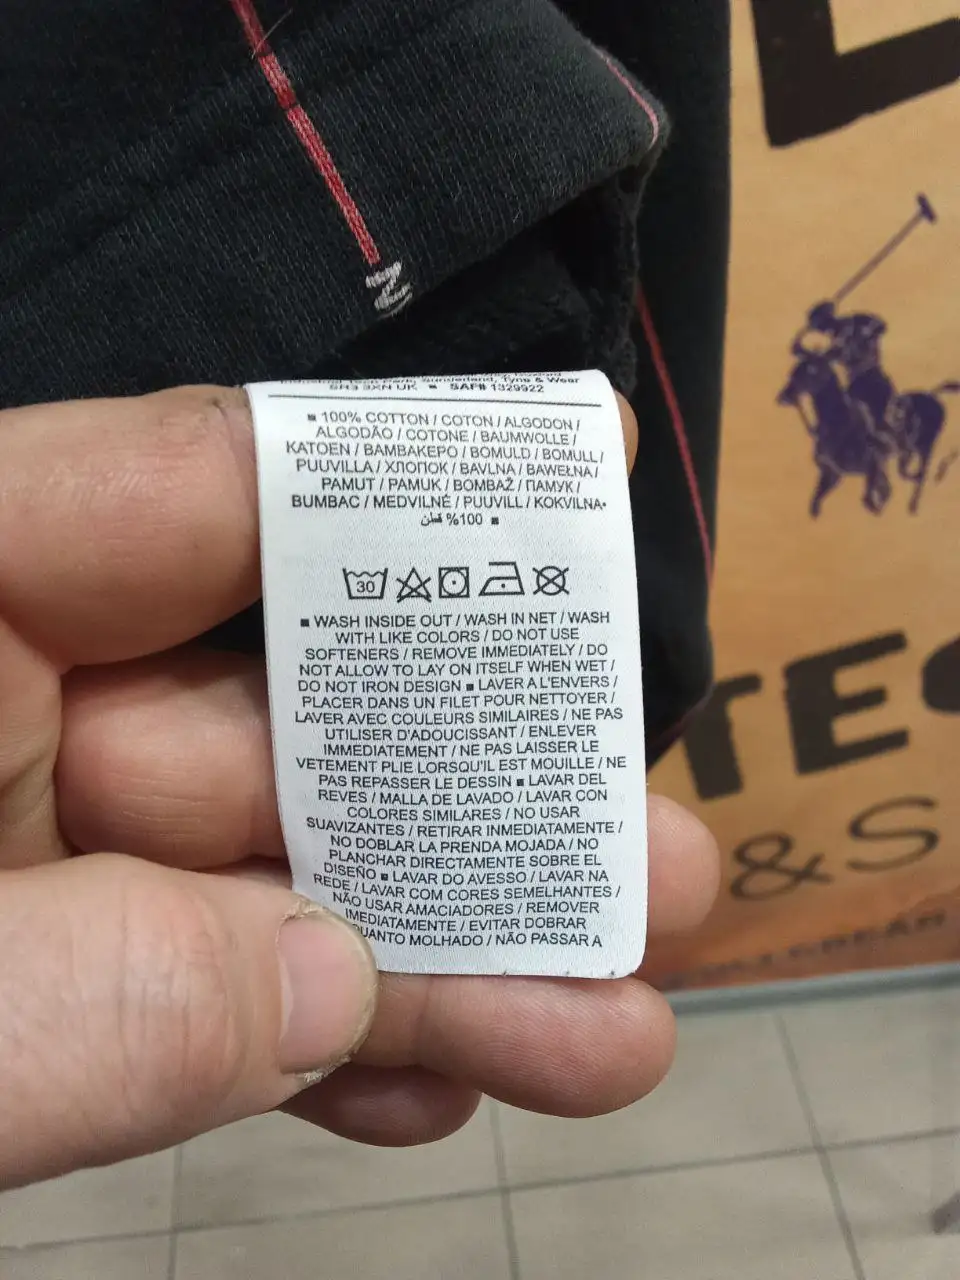 Industrial Tech Park, Sunderland, Tyne & Wear
SR3 3XN UK ■ SAF# 1329922
■ 100% COTTON / COTON / ALGODON /
ALGODÃO / COTONE / BAUMWOLLE /
KATOEN / ΒΑΜΒΑΚΕΡΟ / BOMULD / BOMULL /
PUUVILLA / ХЛОПОК / BAVLNA / BAWEŁNA /
PAMUT / PAMUK / BOMBAŽ / ПАМУК /
BUMBAC / MEDVILNĖ / PUUVILL / KOKVILNA▪
%100 قطن ■
30
■ WASH INSIDE OUT / WASH IN NET / WASH
WITH LIKE COLORS / DO NOT USE
SOFTENERS / REMOVE IMMEDIATELY / DO
NOT ALLOW TO LAY ON ITSELF WHEN WET /
DO NOT IRON DESIGN ■ LAVER A L'ENVERS /
PLACER DANS UN FILET POUR NETTOYER /
LAVER AVEC COULEURS SIMILAIRES / NE PAS
UTILISER D'ADOUCISSANT / ENLEVER
IMMEDIATEMENT / NE PAS LAISSER LE
VETEMENT PLIE LORSQU'IL EST MOUILLE / NE
PAS REPASSER LE DESSIN ■ LAVAR DEL
REVES / MALLA DE LAVADO / LAVAR CON
COLORES SIMILARES / NO USAR
SUAVIZANTES / RETIRAR INMEDIATAMENTE /
NO DOBLAR LA PRENDA MOJADA / NO
PLANCHAR DIRECTAMENTE SOBRE EL
DISEÑO ■ LAVAR DO AVESSO / LAVAR NA
REDE / LAVAR COM CORES SEMELHANTES /
NÃO USAR AMACIADORES / REMOVER
IMEDIATAMENTE / EVITAR DOBRAR
QUANTO MOLHADO / NÃO PASSAR A
TE
& S